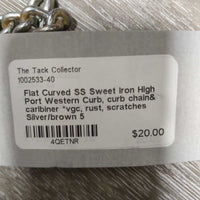 The Tack Collector
1002533-40
Flat Curved SS Sweet Iron High
Port Western Curb, curb chain&
caribiner *vgc, rust, scratches
Silver/brown 5
$20.00
4QETNR